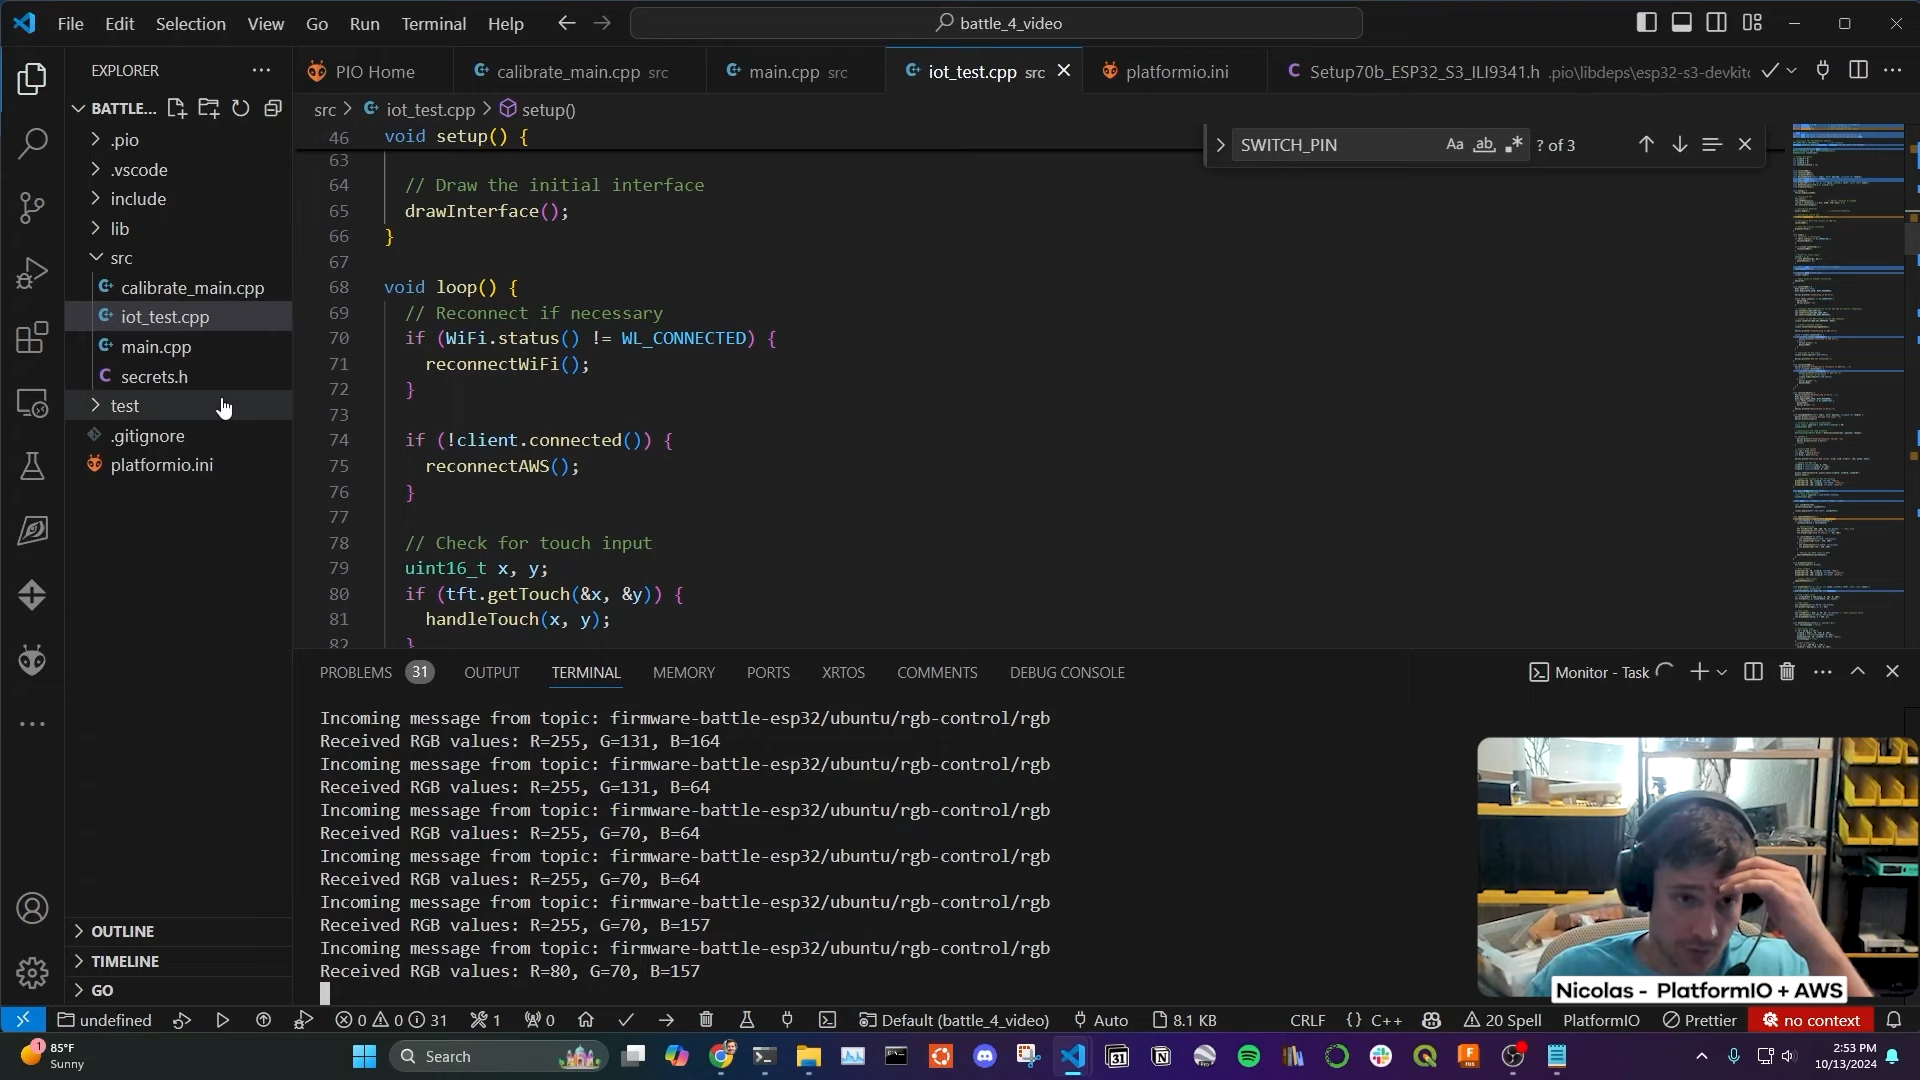 File Edit Selection View Go Run Terminal Help
battle_4_video
EXPLORER
PIO Home
calibrate_main.cpp src
main.cpp src
iot_test.cpp src
platformio.ini
Setup70b_ESP32_S3_ILI9341.h .pio\libdeps\esp32-s3-devkitc
BATTLE...
src > iot_test.cpp > setup()
SWITCH_PIN
Aa ab
? of 3
.pio
.vscode
include
lib
src
calibrate_main.cpp
iot_test.cpp
main.cpp
secrets.h
test
.gitignore
platformio.ini
46 void setup() {
63
64 // Draw the initial interface
65 drawInterface();
66 }
67
68 void loop() {
69 // Reconnect if necessary
70 if (WiFi.status() != WL_CONNECTED) {
71 reconnectWiFi();
72 }
73
74 if (!client.connected()) {
75 reconnectAWS();
76 }
77
78 // Check for touch input
79 uint16_t x, y;
80 if (tft.getTouch(&x, &y)) {
81 handleTouch(x, y);
82 }
PROBLEMS 31 OUTPUT TERMINAL MEMORY PORTS XRTOS COMMENTS DEBUG CONSOLE
Monitor - Task
Incoming message from topic: firmware-battle-esp32/ubuntu/rgb-control/rgb
Received RGB values: R=255, G=131, B=164
Incoming message from topic: firmware-battle-esp32/ubuntu/rgb-control/rgb
Received RGB values: R=255, G=131, B=64
Incoming message from topic: firmware-battle-esp32/ubuntu/rgb-control/rgb
Received RGB values: R=255, G=70, B=64
Incoming message from topic: firmware-battle-esp32/ubuntu/rgb-control/rgb
Received RGB values: R=255, G=70, B=64
Incoming message from topic: firmware-battle-esp32/ubuntu/rgb-control/rgb
Received RGB values: R=255, G=70, B=157
Incoming message from topic: firmware-battle-esp32/ubuntu/rgb-control/rgb
Received RGB values: R=80, G=70, B=157
Nicolas - PlatformIO + AWS
OUTLINE
TIMELINE
GO
undefined
0 0 31
1
0
Default (battle_4_video)
Auto
8.1 KB
CRLF
{} C++
20 Spell
PlatformIO
Prettier
no context
1
85°F
Sunny
Search
31
2:53 PM
10/13/2024